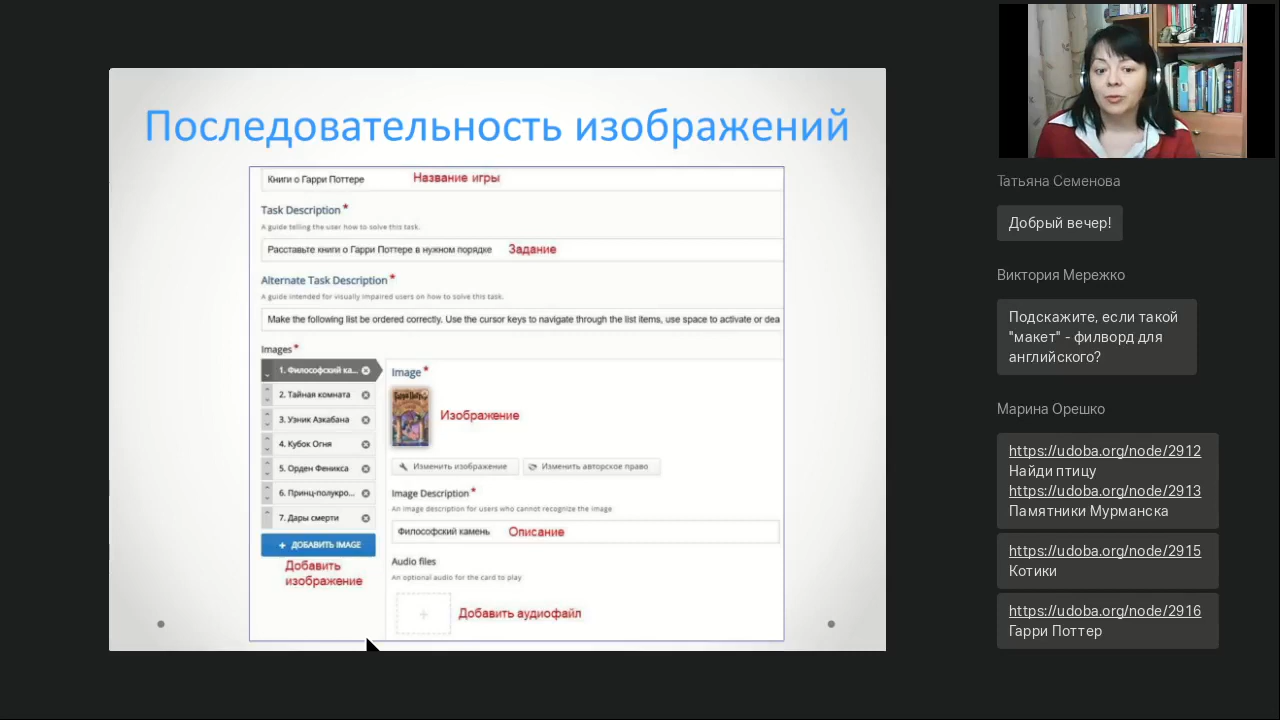 Последовательность изображений
Книги о Гарри Поттере
Название игры
Task Description *
A guide telling the user how to solve this task.
Расставьте книги о Гарри Поттере в нужном порядке
Задание
Alternate Task Description *
A guide intended for visually impaired users on how to solve this task.
Make the following list be ordered correctly. Use the cursor keys to navigate through the list items, use space to activate or dea
Images *
1. Философский ка...
2. Тайная комната
3. Узник Азкабана
4. Кубок Огня
5. Орден Феникса
6. Принц-полукро...
7. Дары смерти
+ ДОБАВИТЬ IMAGE
Добавить
изображение
Image *
Изображение
Изменить изображение
Изменить авторское право
Image Description *
An image description for users who cannot recognize the image
Философский камень
Описание
Audio files
An optional audio for the card to play
+
Добавить аудиофайл
Татьяна Семенова
Добрый вечер!
Виктория Мережко
Подскажите, если такой
"макет" - филворд для
английского?
Марина Орешко
https://udoba.org/node/2912
Найди птицу
https://udoba.org/node/2913
Памятники Мурманска
https://udoba.org/node/2915
Котики
https://udoba.org/node/2916
Гарри Поттер